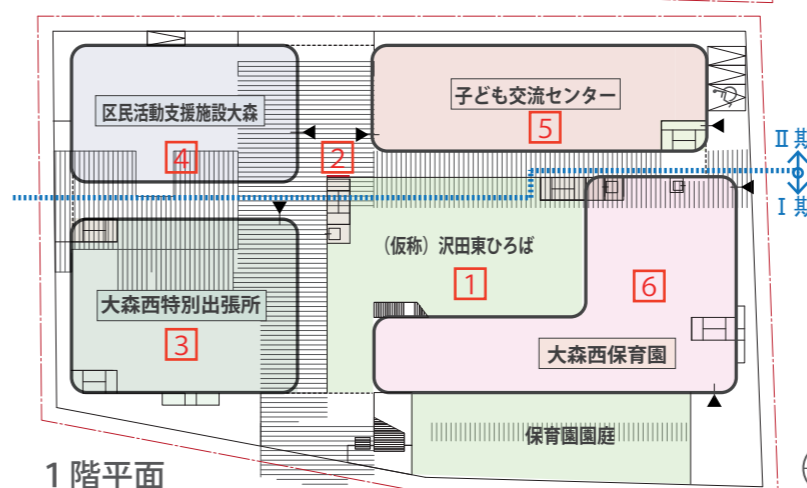 区民活動支援施設大森
4
2
子ども交流センター
5
Ⅱ期
Ⅰ期
(仮称)沢田東ひろば
1
大森西特別出張所
3
6
大森西保育園
保育園園庭
1階平面